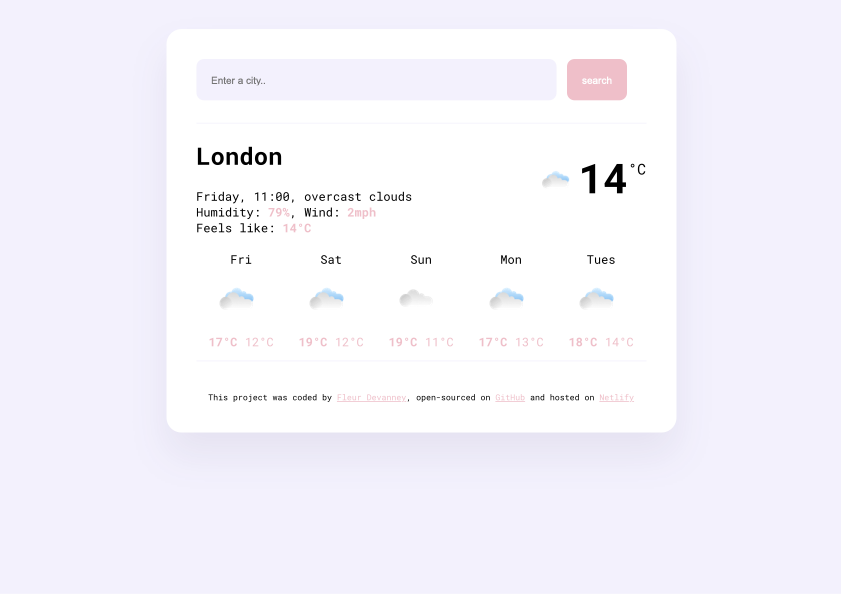 Enter a city..
search
London
14 °C
Friday, 11:00, overcast clouds
Humidity: 79%, Wind: 2mph
Feels like: 14°C
Fri Sat Sun Mon Tues
17°C 12°C 19°C 12°C 19°C 11°C 17°C 13°C 18°C 14°C
This project was coded by Fleur Devanney, open-sourced on GitHub and hosted on Netlify